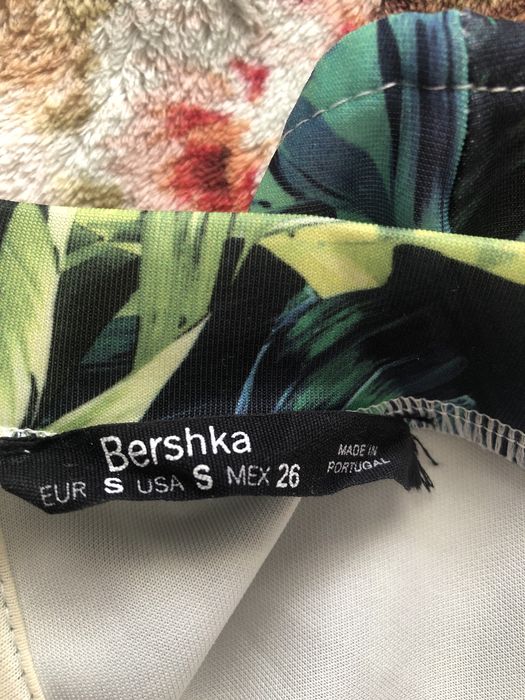 Bershka
EUR S USA S MEX 26
MADE IN
PORTUGAL